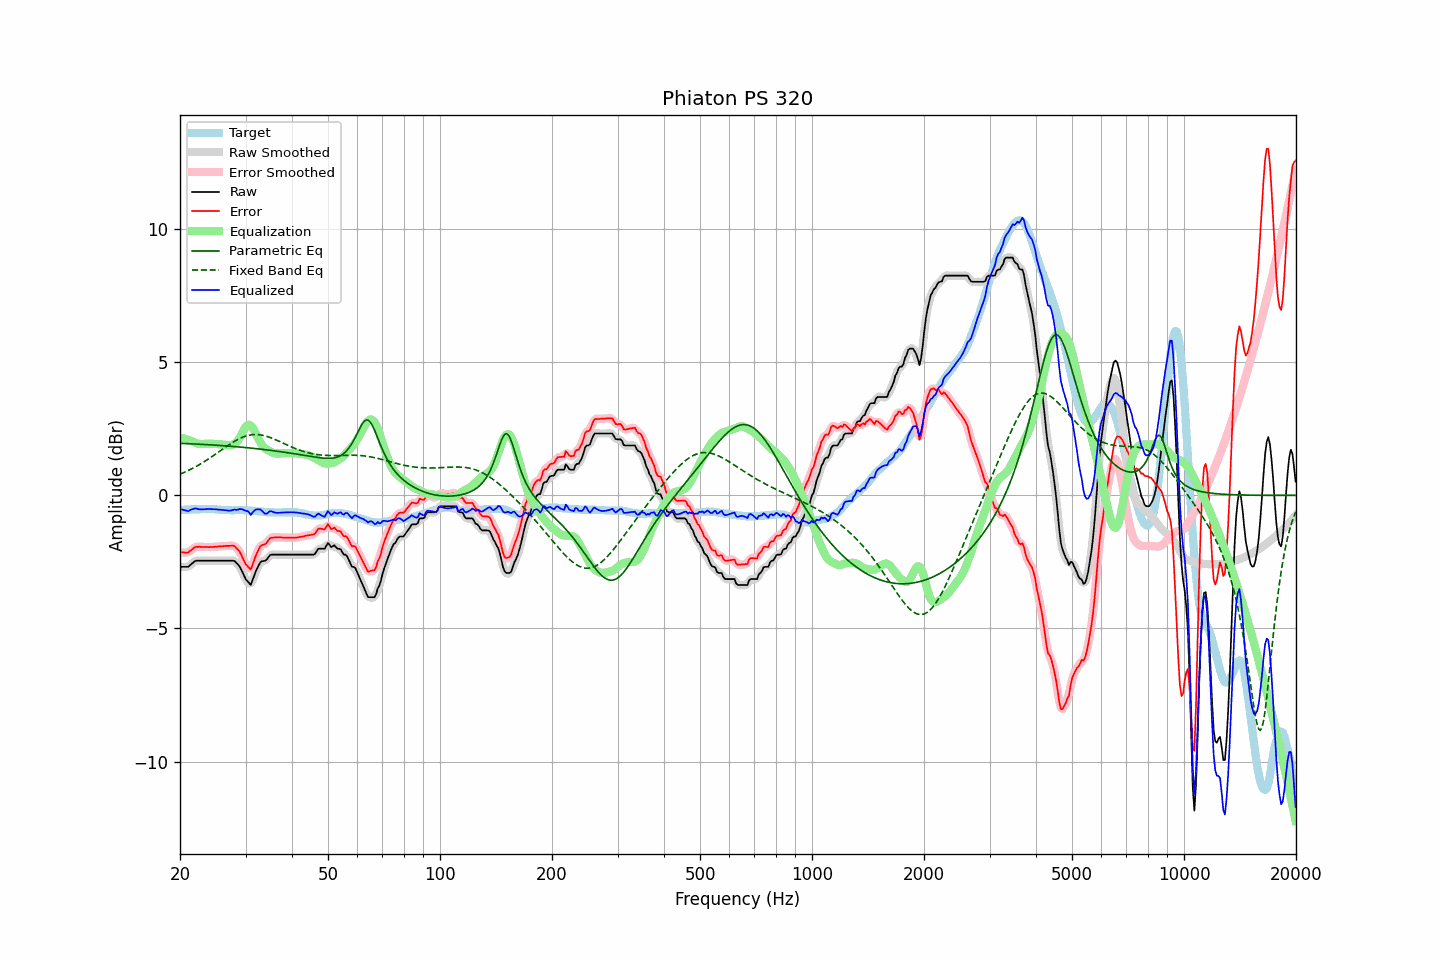 Phiaton PS 320
Target
Raw Smoothed
Error Smoothed
Raw
Error
Equalization
Parametric Eq
Fixed Band Eq
Equalized
Amplitude (dBr)
10
5
0
−5
−10
20 50 100 200 500 1000 2000 5000 10000 20000
Frequency (Hz)